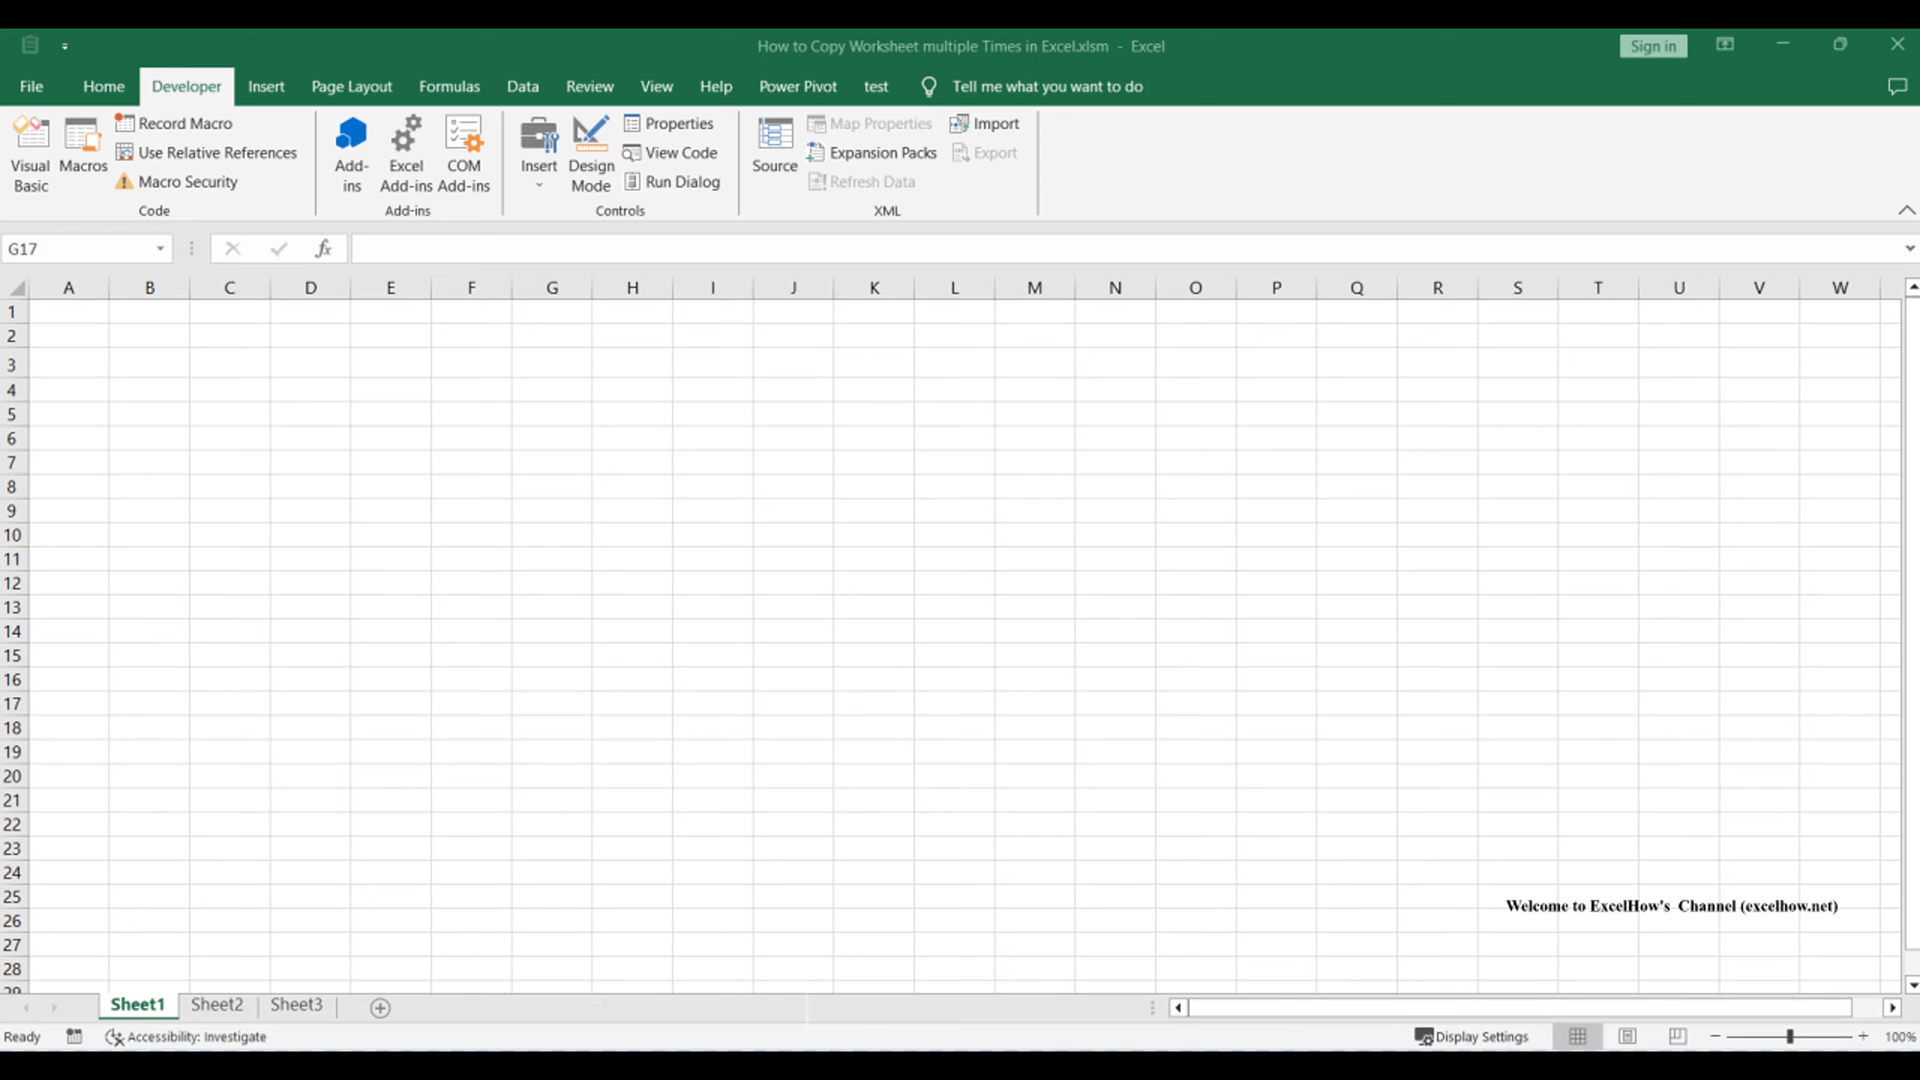 How to Copy Worksheet multiple Times in Excel.xlsm - Excel
Sign in
File Home Developer Insert Page Layout Formulas Data Review View Help Power Pivot test Tell me what you want to do
Visual Basic
Macros
Record Macro
Use Relative References
Macro Security
Code
Add-ins
Excel Add-ins
COM Add-ins
Add-ins
Insert
Design Mode
Properties
View Code
Run Dialog
Controls
Source
Map Properties
Expansion Packs
Refresh Data
Import
Export
XML
G17
fx
A B C D E F G H I J K L M N O P Q R S T U V W
1
2
3
4
5
6
7
8
9
10
11
12
13
14
15
16
17
18
19
20
21
22
23
24
25
Welcome to ExcelHow's Channel (excelhow.net)
26
27
28
29
Sheet1 Sheet2 Sheet3
Ready Accessibility: Investigate Display Settings 100%